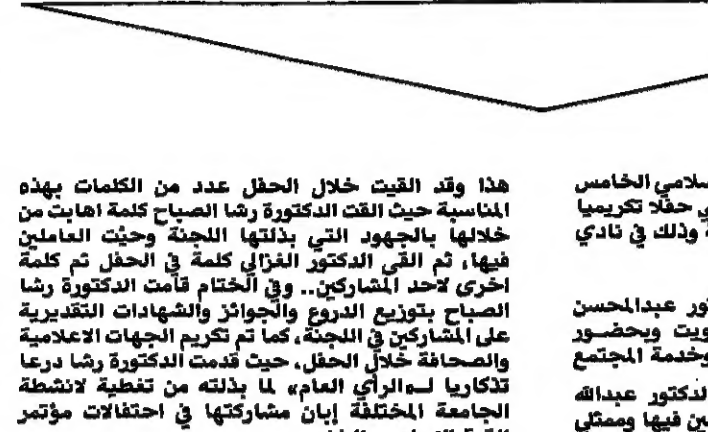 سلامي الخامس
ي حفلا تكريميا
ة وذلك في نادي
ور عبدالمحسن
ويت وبحضور
وخدمة المجتمع
لدكتور عبدالله
ين فيها وممثلي
هذا وقد القيت خلال الحفل عدد من الكلمات بهذه
المناسبة حيث القت الدكتورة رشا الصباح كلمة اهابت من
خلالها بالجهود التي بذلتها اللجنة وحيّت العاملين
فيها، ثم القى الدكتور الغزالي كلمة في الحفل ثم كلمة
اخرى لاحد المشاركين.. وفي الختام قامت الدكتورة رشا
الصباح بتوزيع الدروع والجوائز والشهادات التقديرية
على المشاركين في اللجنة، كما تم تكريم الجهات الاعلامية
والصحافة خلال الحفل، حيث قدمت الدكتورة رشا درعا
تذكاريا لـ«الرأي العام» لما بذلته من تغطية لانشطة
الجامعة المختلفة إبان مشاركتها في احتفالات مؤتمر